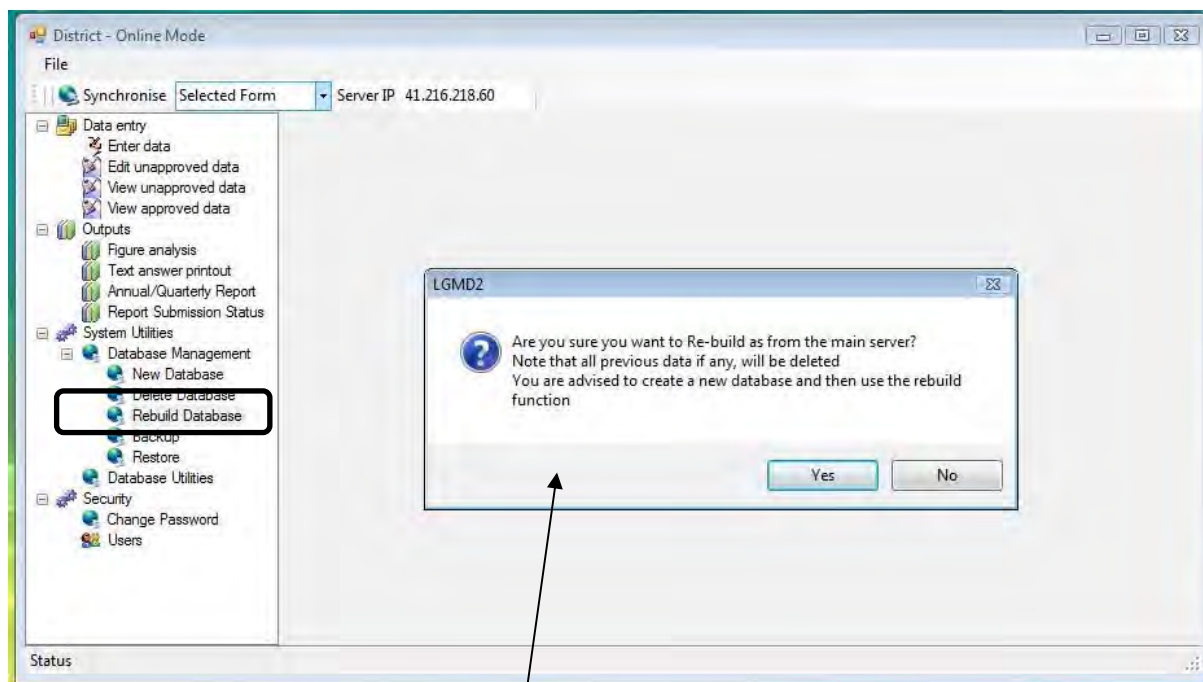 District - Online Mode
File
Synchronise Selected Form Server IP 41.216.218.60
Data entry
Enter data
Edit unapproved data
View unapproved data
View approved data
Outputs
Figure analysis
Text answer printout
Annual/Quarterly Report
Report Submission Status
System Utilities
Database Management
New Database
Delete Database
Rebuild Database
Backup
Restore
Database Utilities
Security
Change Password
Users
LGMD2
Are you sure you want to Re-build as from the main server?
Note that all previous data if any, will be deleted
You are advised to create a new database and then use the rebuild
function
Yes No
Status